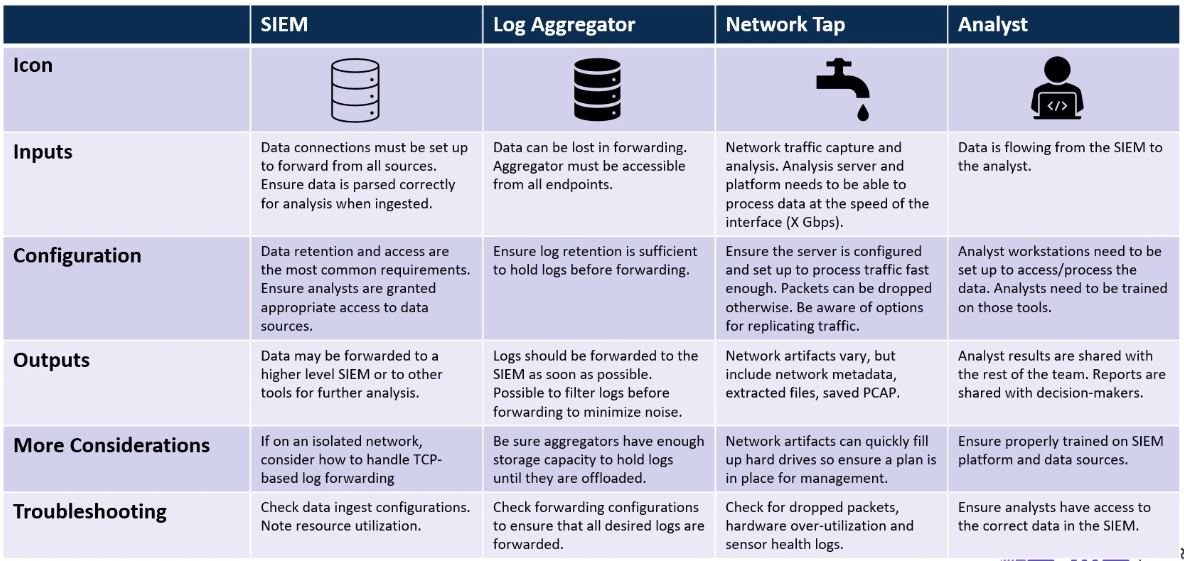 SIEM
Log Aggregator
Network Tap
Analyst
Icon
</>
Inputs
Data connections must be set up
to forward from all sources.
Ensure data is parsed correctly
for analysis when ingested.
Data can be lost in forwarding.
Aggregator must be accessible
from all endpoints.
Network traffic capture and
analysis. Analysis server and
platform needs to be able to
process data at the speed of the
interface (X Gbps).
Data is flowing from the SIEM to
the analyst.
Configuration
Data retention and access are
the most common requirements.
Ensure analysts are granted
appropriate access to data
sources.
Ensure log retention is sufficient
to hold logs before forwarding.
Ensure the server is configured
and set up to process traffic fast
enough. Packets can be dropped
otherwise. Be aware of options
for replicating traffic.
Analyst workstations need to be
set up to access/process the
data. Analysts need to be trained
on those tools.
Outputs
Data may be forwarded to a
higher level SIEM or to other
tools for further analysis.
Logs should be forwarded to the
SIEM as soon as possible.
Possible to filter logs before
forwarding to minimize noise.
Network artifacts vary, but
include network metadata,
extracted files, saved PCAP.
Analyst results are shared with
the rest of the team. Reports are
shared with decision-makers.
More Considerations
If on an isolated network,
consider how to handle TCP-
based log forwarding
Be sure aggregators have enough
storage capacity to hold logs
until they are offloaded.
Network artifacts can quickly fill
up hard drives so ensure a plan is
in place for management.
Ensure properly trained on SIEM
platform and data sources.
Troubleshooting
Check data ingest configurations.
Note resource utilization.
Check forwarding configurations
to ensure that all desired logs are
forwarded.
Check for dropped packets,
hardware over-utilization and
sensor health logs.
Ensure analysts have access to
the correct data in the SIEM.